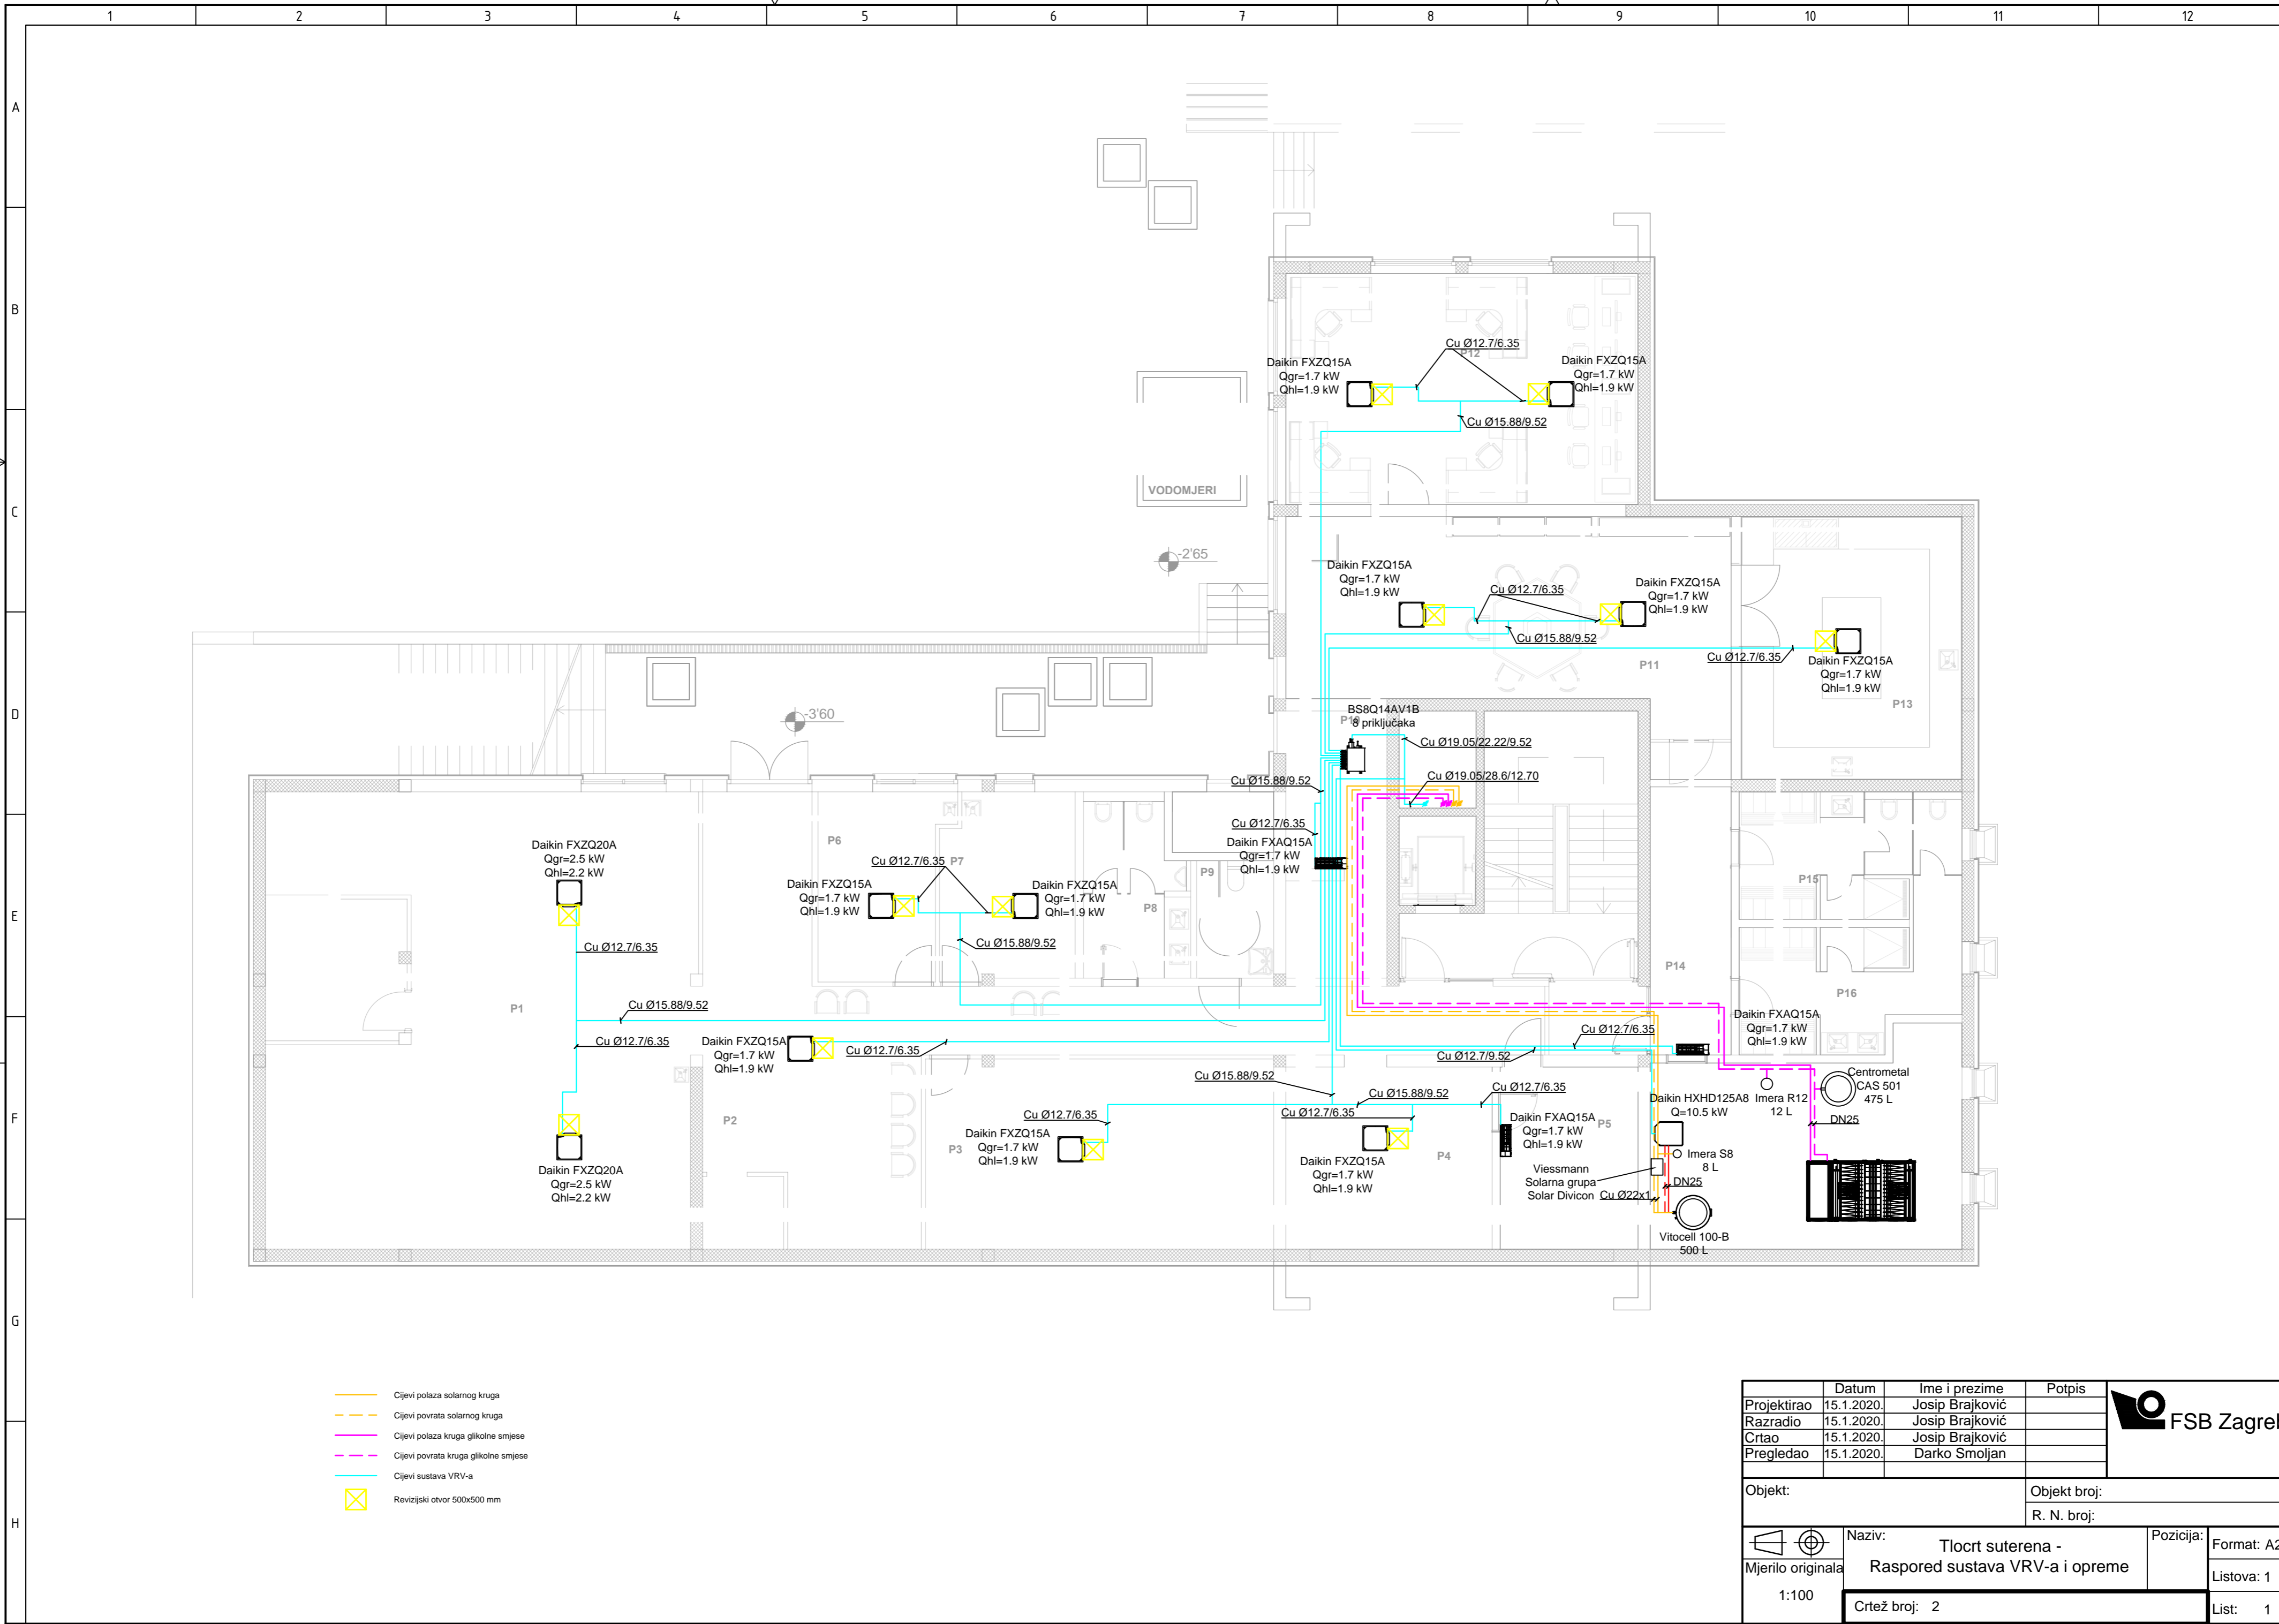 1 2 3 4 5 6 7 8 9 10 11 12
A
B
C
D
E
F
G
H
Daikin FXZQ15A
Qgr=1.7 kW
Qhl=1.9 kW
Cu Ø12.7/6.35
P12
Daikin FXZQ15A
Qgr=1.7 kW
Qhl=1.9 kW
Cu Ø15.88/9.52
VODOMJERI
-2'65
Daikin FXZQ15A
Qgr=1.7 kW
Qhl=1.9 kW
Cu Ø12.7/6.35
Daikin FXZQ15A
Qgr=1.7 kW
Qhl=1.9 kW
Cu Ø15.88/9.52
P11
Cu Ø12.7/6.35
Daikin FXZQ15A
Qgr=1.7 kW
Qhl=1.9 kW
P13
-3'60
P10
BS8Q14AV1B
8 priključaka
Cu Ø19.05/22.22/9.52
Cu Ø19.05/28.6/12.70
Cu Ø15.88/9.52
Cu Ø12.7/6.35
Daikin FXAQ15A
Qgr=1.7 kW
Qhl=1.9 kW
Daikin FXZQ20A
Qgr=2.5 kW
Qhl=2.2 kW
P6
Cu Ø12.7/6.35
P7
Daikin FXZQ15A
Qgr=1.7 kW
Qhl=1.9 kW
Daikin FXZQ15A
Qgr=1.7 kW
Qhl=1.9 kW
P8
P9
P15
Cu Ø12.7/6.35
Cu Ø15.88/9.52
P14
P16
P1
Cu Ø15.88/9.52
Cu Ø12.7/6.35
Daikin FXZQ15A
Qgr=1.7 kW
Qhl=1.9 kW
Cu Ø12.7/6.35
Daikin FXAQ15A
Qgr=1.7 kW
Qhl=1.9 kW
Cu Ø12.7/6.35
Cu Ø12.7/9.52
Cu Ø15.88/9.52
Cu Ø15.88/9.52
Cu Ø12.7/6.35
Cu Ø12.7/6.35
Cu Ø12.7/6.35
P2
P3
Daikin FXZQ15A
Qgr=1.7 kW
Qhl=1.9 kW
Daikin FXZQ15A
Qgr=1.7 kW
Qhl=1.9 kW
P4
Daikin FXAQ15A
Qgr=1.7 kW
Qhl=1.9 kW
P5
Daikin HXHD125A8
Q=10.5 kW
Imera R12
12 L
Centrometal
CAS 501
475 L
DN25
Imera S8
8 L
Viessmann
Solarna grupa
Solar Divicon
DN25
Cu Ø22x1
Vitocell 100-B
500 L
Daikin FXZQ20A
Qgr=2.5 kW
Qhl=2.2 kW
Cijevi polaza solarnog kruga
Cijevi povrata solarnog kruga
Cijevi polaza kruga glikolne smjese
Cijevi povrata kruga glikolne smjese
Cijevi sustava VRV-a
Revizijski otvor 500x500 mm
Datum Ime i prezime Potpis
Projektirao 15.1.2020. Josip Brajković
Razradio 15.1.2020. Josip Brajković
Crtao 15.1.2020. Josip Brajković
Pregledao 15.1.2020. Darko Smoljan
FSB Zagre
Objekt:
Objekt broj:
R. N. broj:
Naziv:
Tlocrt suterena -
Raspored sustava VRV-a i opreme
Pozicija:
Format: A2
Listova: 1
List: 1
Mjerilo originala
1:100
Crtež broj: 2